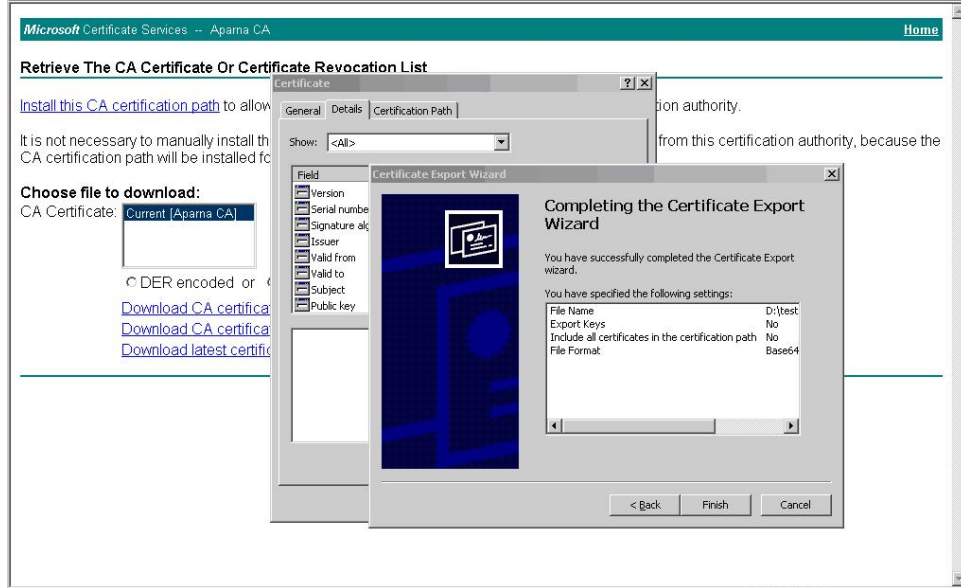 Microsoft Certificate Services -- Aparna CA
Home
Retrieve The CA Certificate Or Certificate Revocation List
Install this CA certification path to allow
tion authority.
It is not necessary to manually install th
from this certification authority, because the
CA certification path will be installed fo
Choose file to download:
CA Certificate:
Current [Aparna CA]
DER encoded or
Download CA certifica
Download CA certifica
Download latest certific
Certificate
General
Details
Certification Path
Show:
<All>
Field
Version
Serial numbe
Signature alg
Issuer
Valid from
Valid to
Subject
Public key
Certificate Export Wizard
Completing the Certificate Export
Wizard
You have successfully completed the Certificate Export
wizard.
You have specified the following settings:
File Name D:\test
Export Keys No
Include all certificates in the certification path No
File Format Base64
< Back
Finish
Cancel